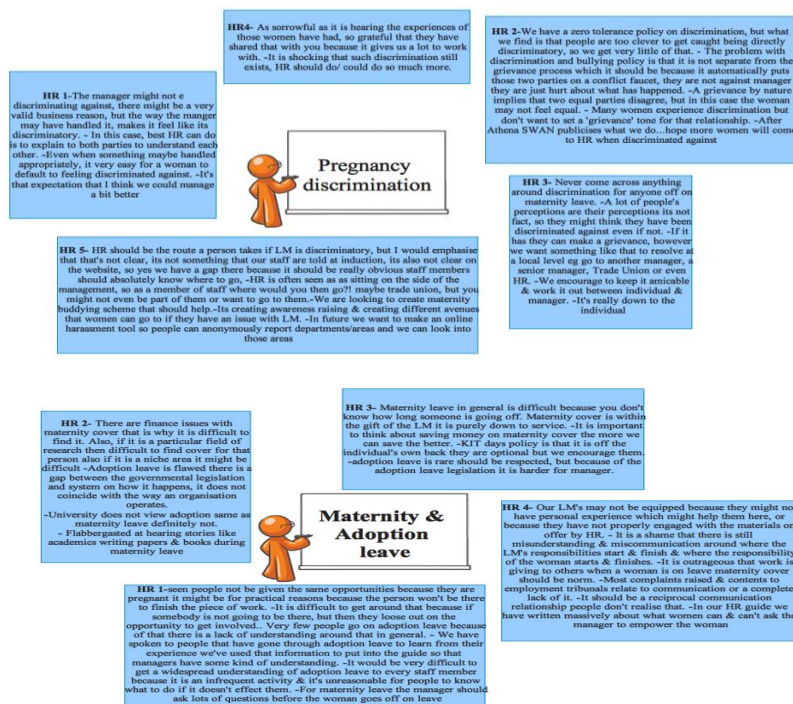 HR4- As sorrowful as it is hearing the experiences of
those women have had, so grateful that they have
shared that with you because it gives us a lot to work
with. -It is shocking that such discrimination still
exists, HR should do/ could do so much more.
HR 2-We have a zero tolerance policy on discrimination, but what
we find is that people are too clever to get caught being directly
discriminatory, so we get very little of that. - The problem with
discrimination and bullying policy is that it is not separate from the
grievance process which it should be because it automatically puts
those two parties on a conflict faucet, they are not against manager
they are just hurt about what has happened. -A grievance by nature
implies that two equal parties disagree, but in this case the woman
may not feel equal. - Many women experience discrimination but
don't want to set a 'grievance' tone for that relationship. -After
Athena SWAN publicises what we do...hope more women will come
to HR when discriminated against
HR 1-The manager might not e
discriminating against, there might be a very
valid business reason, but the way the manger
may have handled it, makes it feel like its
discriminatory. - In this case, best HR can do
is to explain to both parties to understand each
other. -Even when something maybe handled
appropriately, it very easy for a woman to
default to feeling discriminated against. -It's
that expectation that I think we could manage
a bit better
Pregnancy
discrimination
HR 3- Never come across anything
around discrimination for anyone off on
maternity leave. -A lot of people's
perceptions are their perceptions its not
fact, so they might think they have been
discriminated against even if not. -If it
has they can make a grievance, however
we want something like that to resolve at
a local level eg go to another manager, a
senior manager, Trade Union or even
HR. -We encourage to keep it amicable
& work it out between individual &
manager. -It's really down to the
individual
HR 5- HR should be the route a person takes if LM is discriminatory, but I would emphasise
that that's not clear, its not something that our staff are told at induction, its also not clear on
the website, so yes we have a gap there because it should be really obvious staff members
should absolutely know where to go, -HR is often seen as as sitting on the side of the
management, so as a member of staff where would you then go?! maybe trade union, but you
might not even be part of them or want to go to them.-We are looking to create maternity
buddying scheme that should help.-Its creating awareness raising & creating different avenues
that women can go to if they have an issue with LM. -In future we want to make an online
harassment tool so people can anonymously report departments/areas and we can look into
those areas
HR 3- Maternity leave in general is difficult because you don't
know how long someone is going off. Maternity cover is within
the gift of the LM it is purely down to service. -It is important
to think about saving money on maternity cover the more we
can save the better. -KIT days policy is that it is off the
individual's own back they are optional but we encourage them.
-adoption leave is rare should be respected, but because of the
adoption leave legislation it is harder for manager.
HR 2- There are finance issues with
maternity cover that is why it is difficult to
find it. Also, if it is a particular field of
research then difficult to find cover for that
person also if it is a niche area it might be
difficult -Adoption leave is flawed there is a
gap between the governmental legislation
and system on how it happens, it does not
coincide with the way an organisation
operates.
-University does not view adoption same as
maternity leave definitely not.
- Flabbergasted at hearing stories like
academics writing papers & books during
maternity leave
Maternity &
Adoption
leave
HR 4- Our LM's may not be equipped because they might not
have personal experience which might help them here, or
because they have not properly engaged with the materials on
offer by HR. - It is a shame that there is still
misunderstanding & miscommunication around where the
LM's responsibilities start & finish & where the responsibility
of the woman starts & finishes. -It is outrageous that work is
giving to others when a woman is on leave maternity cover
should be norm. -Most complaints raised & contents to
employment tribunals relate to communication or a complete
lack of it. -It should be a reciprocal communication
relationship people don't realise that. -In our HR guide we
have written massively about what women can & can't ask the
manager to empower the woman
HR 1-seen people not be given the same opportunities because they are
pregnant it might be for practical reasons because the person won't be there
to finish the piece of work. -It is difficult to get around that because if
somebody is not going to be there, but then they loose out on the
opportunity to get involved.. Very few people go on adoption leave because
of that there is a lack of understanding around that in general. - We have
spoken to people that have gone through adoption leave to learn from their
experience we've used that information to put into the guide so that
managers have some kind of understanding. -It would be very difficult to
get a widespread understanding of adoption leave to every staff member
because it is an infrequent activity & it's unreasonable for people to know
what to do if it doesn't effect them. -For maternity leave the manager should
ask lots of questions before the woman goes off on leave